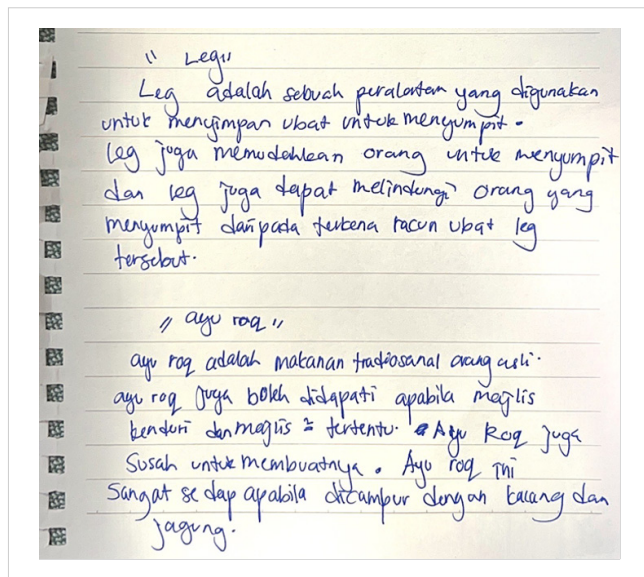 " Leg "
Leg adalah sebuah peralatan yang digunakan
untuk menyimpan ubat untuk menyumpit.
leg juga memudahkan orang untuk menyumpit
dan leg juga dapat melindungi orang yang
menyumpit daripada terkena racun ubat leg
tersebut.
" ayu roq "
ayu roq adalah makanan tradiosanal orang asli.
ayu roq juga boleh didapati apabila majlis
kenduri dan majlis = tertentu. Ayu Roq juga
Susah untuk membuatnya. Ayu roq ini
Sangat sedap apabila dicampur dengan kacang dan
jagung.